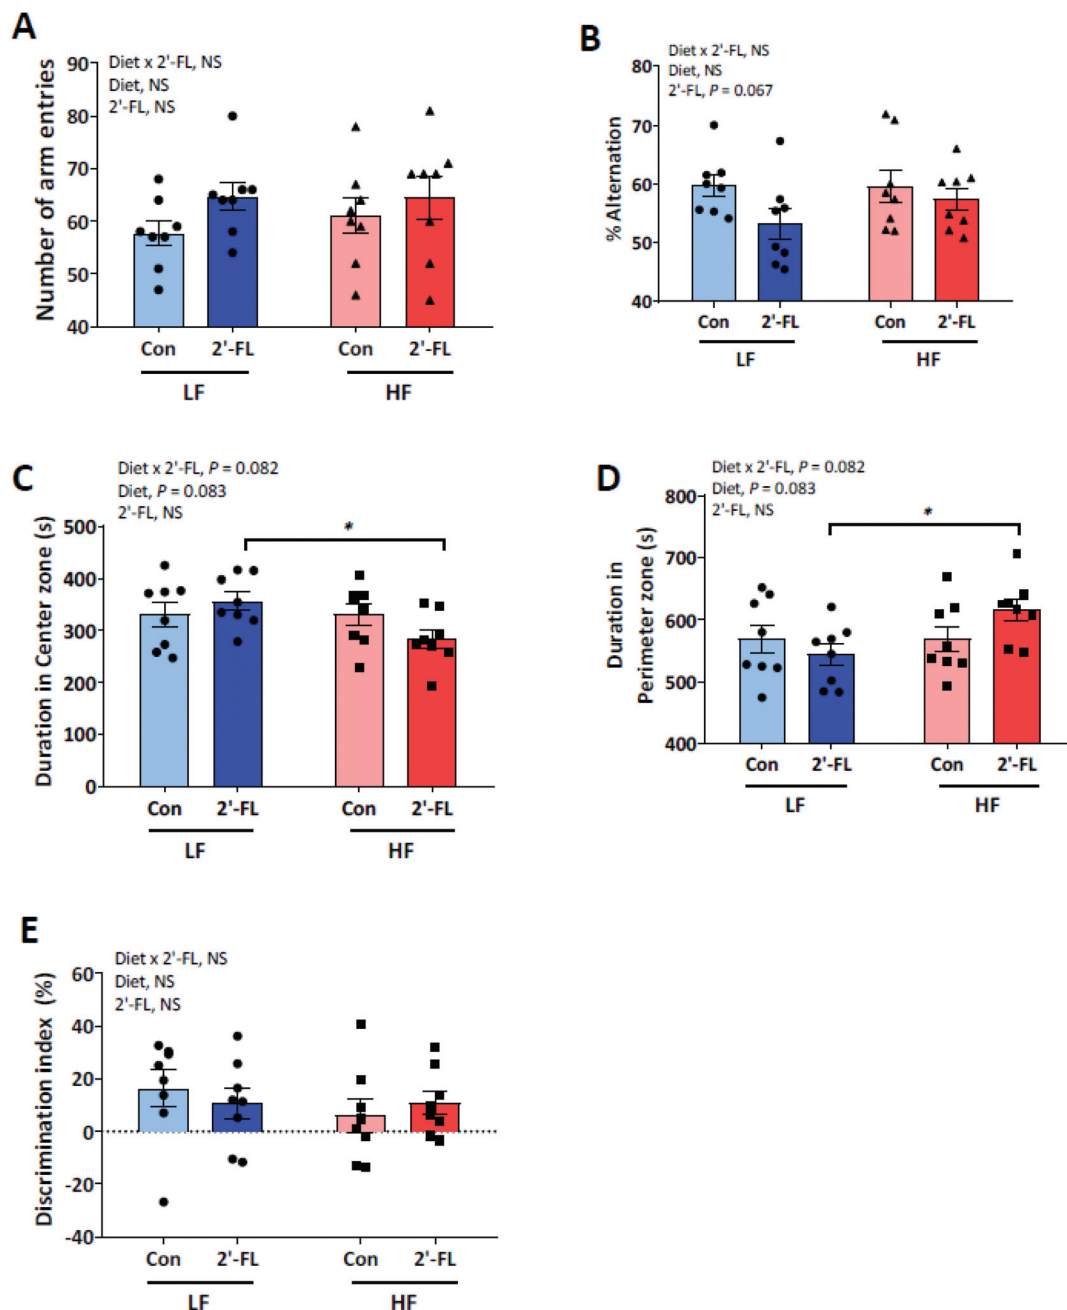 A
Diet x 2'-FL, NS
Diet, NS
2'-FL, NS
Number of arm entries
90
80
70
60
50
40
Con 2'-FL Con 2'-FL
LF HF
B
Diet x 2'-FL, NS
Diet, NS
2'-FL, P = 0.067
% Alternation
80
70
60
50
40
Con 2'-FL Con 2'-FL
LF HF
C
Diet x 2'-FL, P = 0.082
Diet, P = 0.083
2'-FL, NS
Duration in Center zone (s)
500
400
300
200
100
0
*
Con 2'-FL Con 2'-FL
LF HF
D
Diet x 2'-FL, P = 0.082
Diet, P = 0.083
2'-FL, NS
Duration in
Perimeter zone (s)
800
700
600
500
400
*
Con 2'-FL Con 2'-FL
LF HF
E
Diet x 2'-FL, NS
Diet, NS
2'-FL, NS
Discrimination index (%)
60
40
20
0
-20
-40
Con 2'-FL Con 2'-FL
LF HF